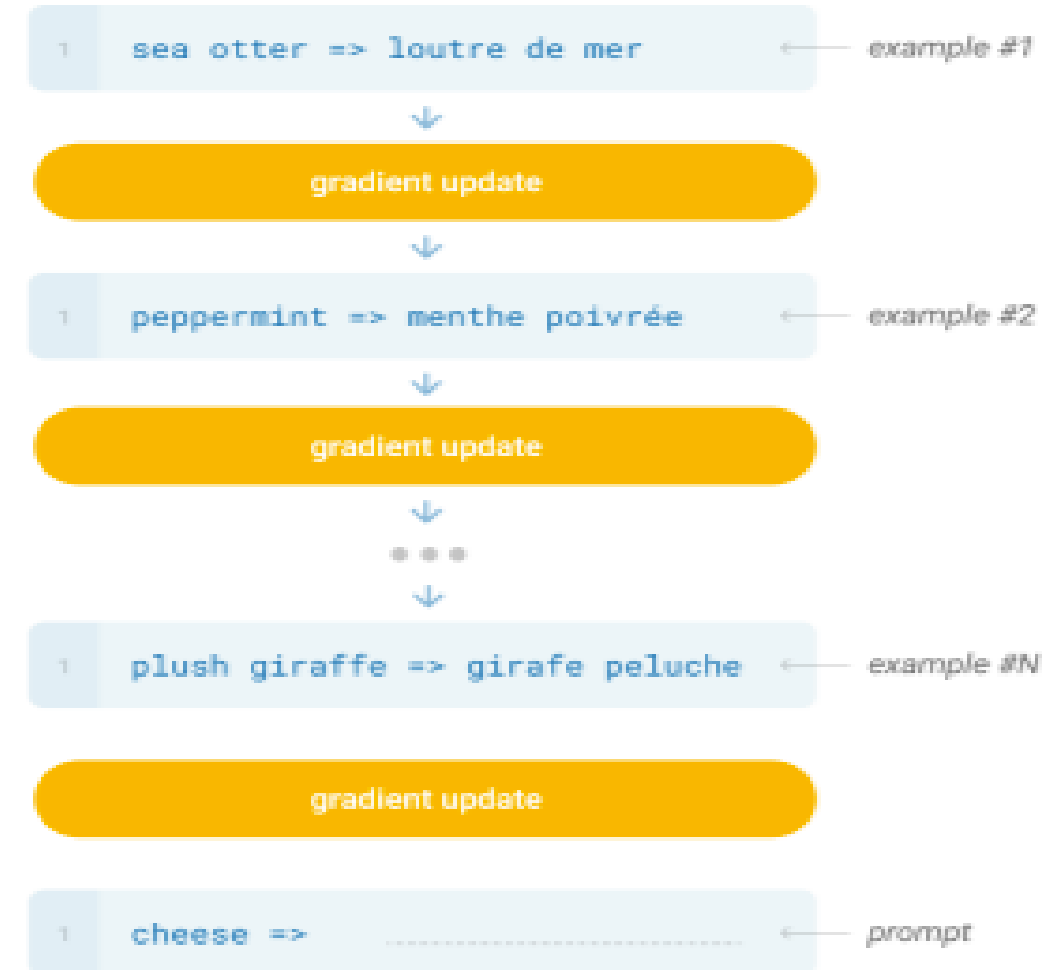 1 sea otter => loutre de mer example #1
gradient update
1 peppermint => menthe poivrée example #2
gradient update
1 plush giraffe => girafe peluche example #N
gradient update
1 cheese => prompt